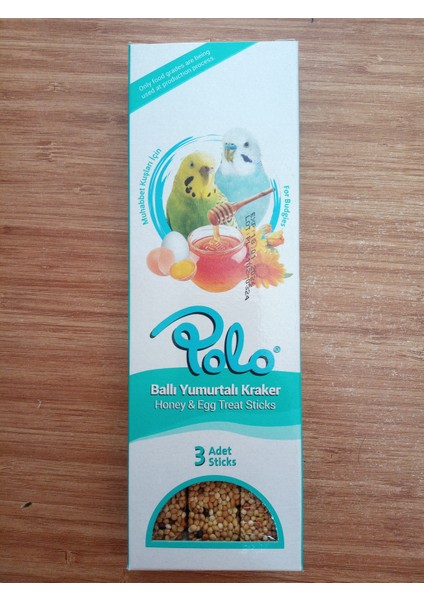 Only food grades are being
used at production process
Muhabbet Kuşları İçin
For Budgies
Polo®
Ballı Yumurtalı Kraker
Honey & Egg Treat Sticks
3 Adet
Sticks